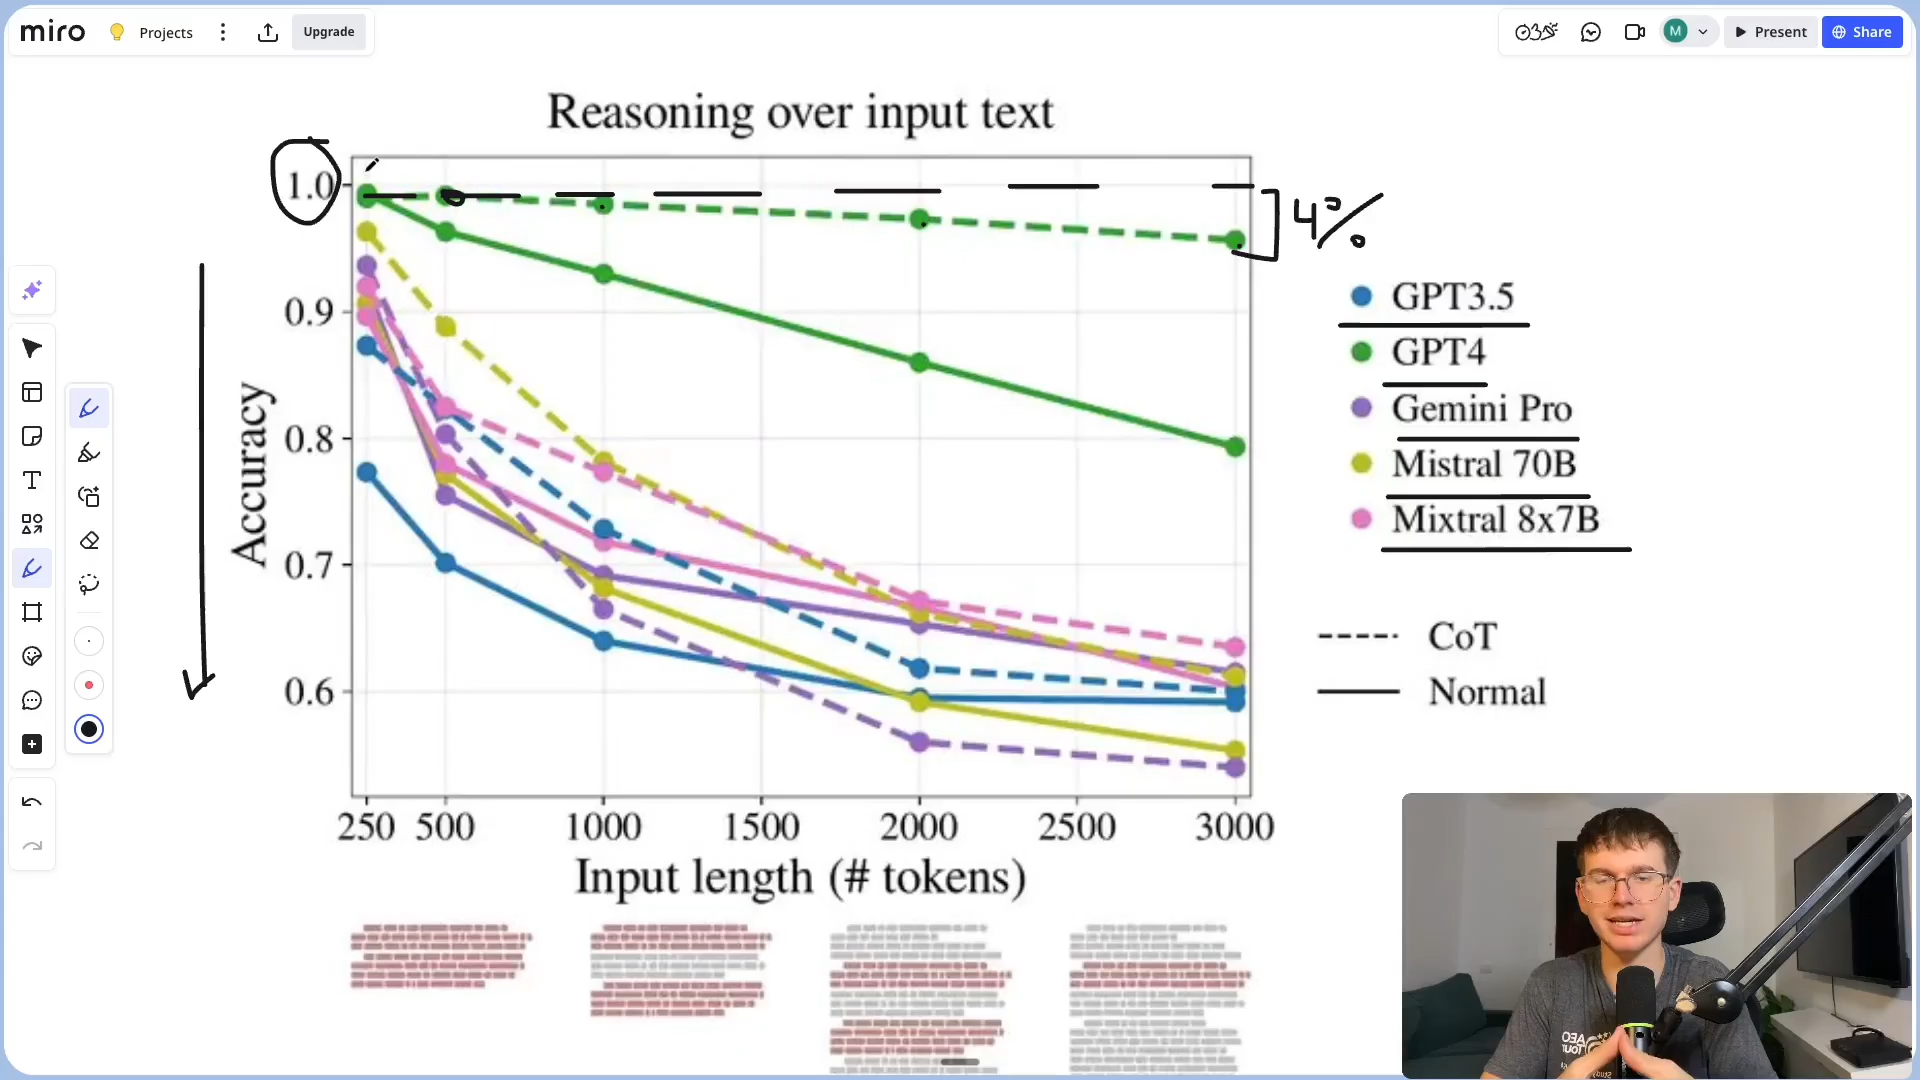 miro
Projects
Upgrade
M
Present
Share
Reasoning over input text
1.0
0.9
0.8
0.7
0.6
Accuracy
4%
GPT3.5
GPT4
Gemini Pro
Mistral 70B
Mixtral 8x7B
CoT
Normal
250 500 1000 1500 2000 2500 3000
Input length (# tokens)